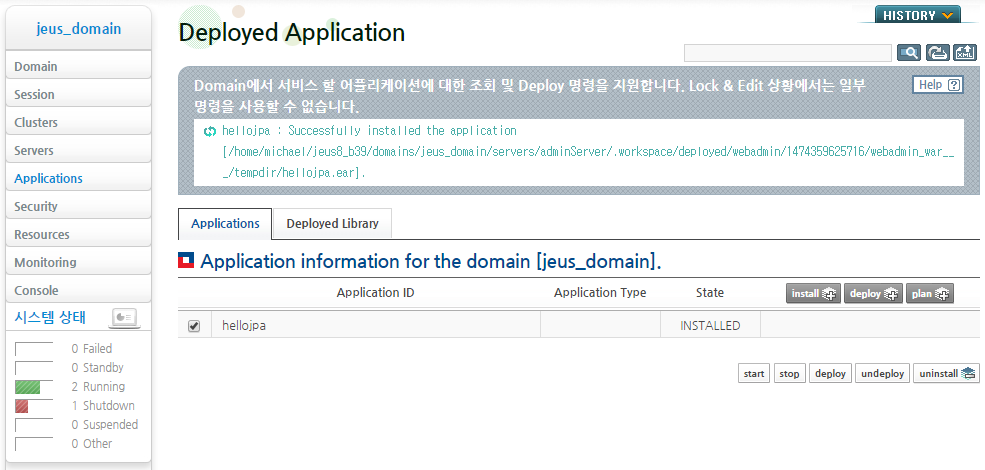 jeus_domain
Domain
Session
Clusters
Servers
Applications
Security
Resources
Monitoring
Console
시스템 상태
0 Failed
0 Standby
2 Running
1 Shutdown
0 Suspended
0 Other
HISTORY
Deployed Application
XML
Domain에서 서비스 할 어플리케이션에 대한 조회 및 Deploy 명령을 지원합니다. Lock & Edit 상황에서는 일부
명령을 사용할 수 없습니다.
Help ?
hellojpa : Successfully installed the application
[/home/michael/jeus8_b39/domains/jeus_domain/servers/adminServer/.workspace/deployed/webadmin/1474359625716/webadmin_war__
_/tempdir/hellojpa.ear].
Applications
Deployed Library
Application information for the domain [jeus_domain].
Application ID
Application Type
State
install
deploy
plan
hellojpa
INSTALLED
start
stop
deploy
undeploy
uninstall